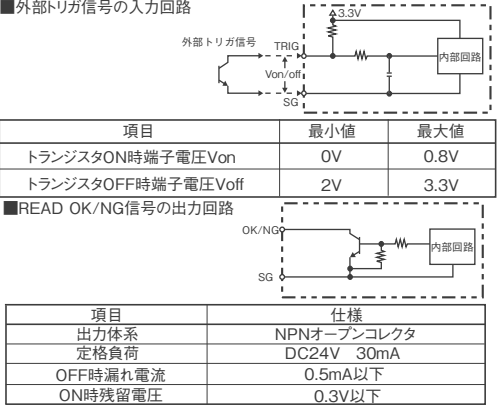 ■外部トリガ信号の入力回路
3.3V
外部トリガ信号
TRIG
内部回路
Von/off
SG
項目 最小値 最大値
トランジスタON時端子電圧Von 0V 0.8V
トランジスタOFF時端子電圧Voff 2V 3.3V
■READ OK/NG信号の出力回路
OK/NG
内部回路
SG
項目 仕様
出力体系 NPNオープンコレクタ
定格負荷 DC24V 30mA
OFF時漏れ電流 0.5mA以下
ON時残留電圧 0.3V以下